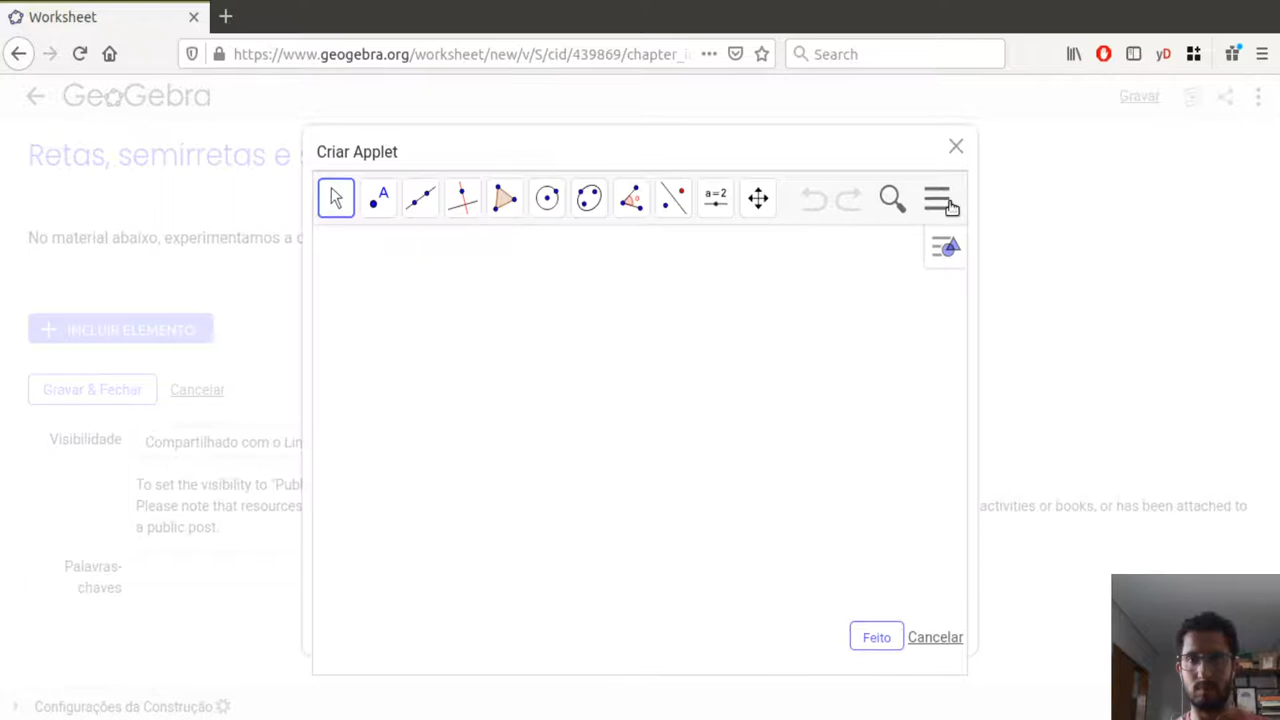 Worksheet
https://www.geogebra.org/worksheet/new/v/S/cid/439869/chapter_i
Search
yD
GeoGebra
Gravar
Retas, semirretas e s
Criar Applet
A
a=2
No material abaixo, experimentamos a c
INCLUIR ELEMENTO
Gravar & Fechar
Cancelar
Visibilidade
Compartilhado com o Lin
To set the visibility to "Publ
Please note that resources
activities or books, or has been attached to
a public post.
Palavras-
chaves
Feito
Cancelar
Configurações da Construção